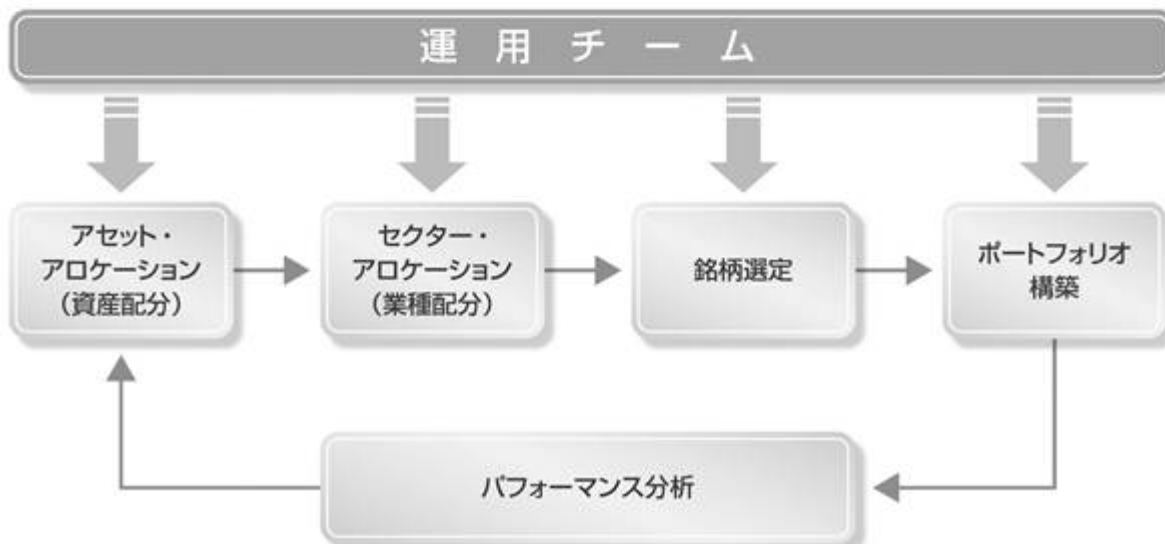 運用チーム
アセット・
アロケーション
（資産配分）
セクター・
アロケーション
（業種配分）
銘柄選定
ポートフォリオ
構築
パフォーマンス分析